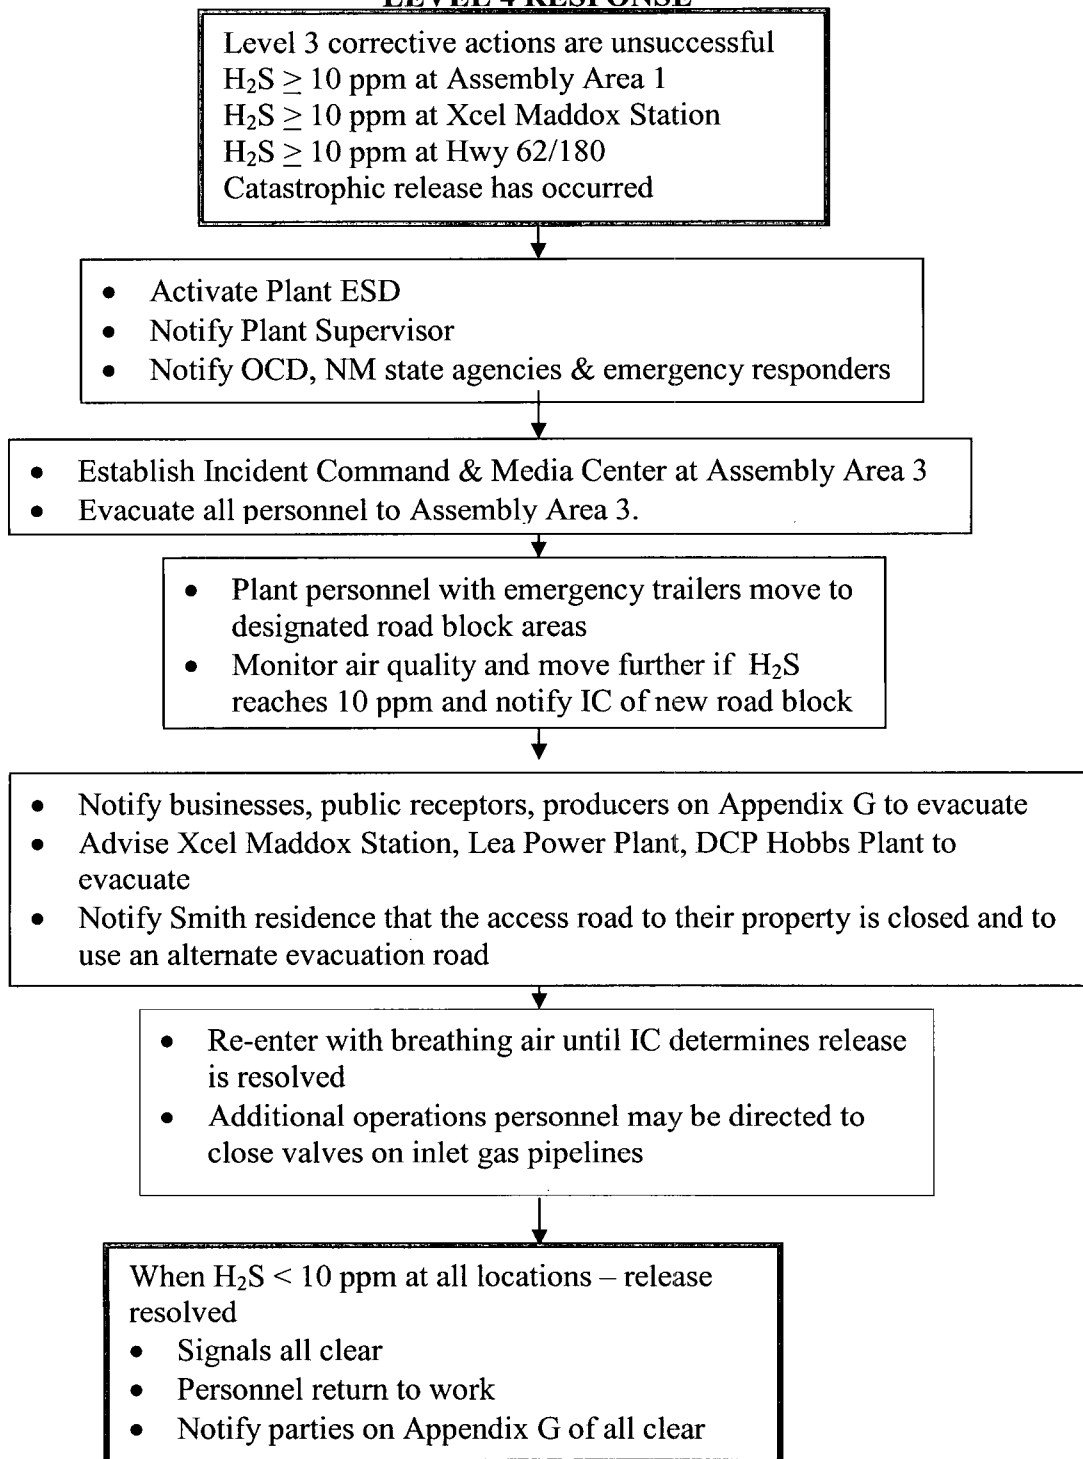 LEVEL 4 RESPONSE
Level 3 corrective actions are unsuccessful
H₂S ≥ 10 ppm at Assembly Area 1
H₂S ≥ 10 ppm at Xcel Maddox Station
H₂S ≥ 10 ppm at Hwy 62/180
Catastrophic release has occurred
• Activate Plant ESD
• Notify Plant Supervisor
• Notify OCD, NM state agencies & emergency responders
• Establish Incident Command & Media Center at Assembly Area 3
• Evacuate all personnel to Assembly Area 3.
• Plant personnel with emergency trailers move to
designated road block areas
• Monitor air quality and move further if H₂S
reaches 10 ppm and notify IC of new road block
• Notify businesses, public receptors, producers on Appendix G to evacuate
• Advise Xcel Maddox Station, Lea Power Plant, DCP Hobbs Plant to
evacuate
• Notify Smith residence that the access road to their property is closed and to
use an alternate evacuation road
• Re-enter with breathing air until IC determines release
is resolved
• Additional operations personnel may be directed to
close valves on inlet gas pipelines
When H₂S < 10 ppm at all locations – release
resolved
• Signals all clear
• Personnel return to work
• Notify parties on Appendix G of all clear